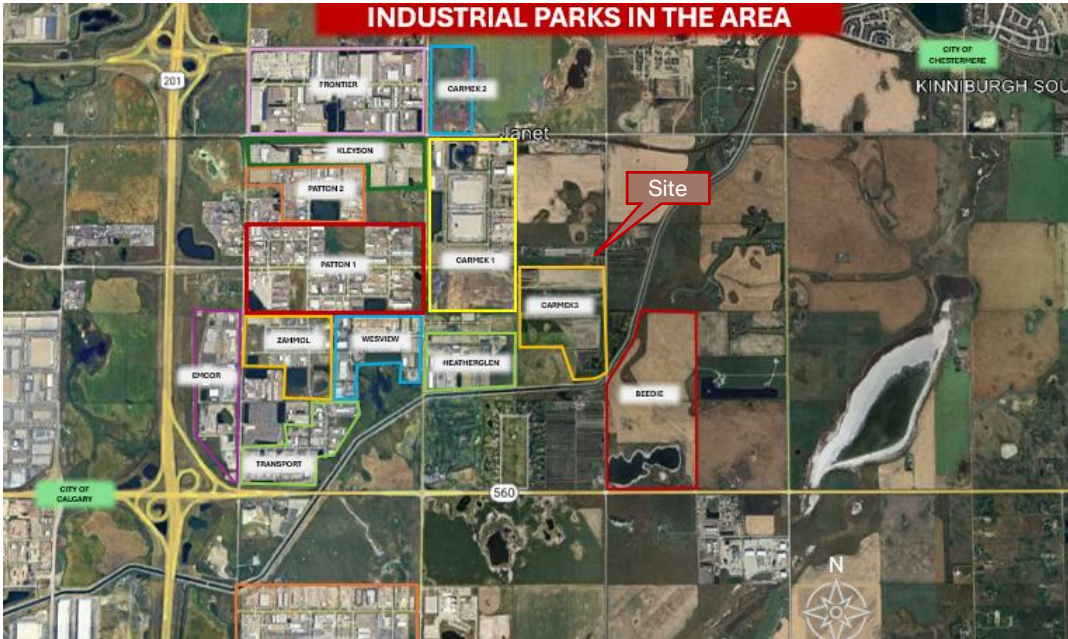 INDUSTRIAL PARKS IN THE AREA
CITY OF
CHESTERMERE
201
FRONTIER
CARMEK 2
KINNIBURGH SOU
Janet
KLEYSON
PATTON 2
Site
PATTON 1
CARMEK 1
CARMEK3
ZAHMOL
WESVIEW
HEATHERGLEN
EMCOR
BEEDIE
TRANSPORT
CITY OF
CALGARY
560
N